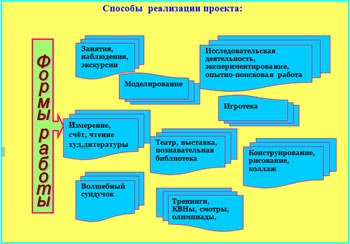 Способы реализации проекта:
Формы работы
Занятия,
наблюдения,
экскурсии
Исследовательская
деятельность,
экспериментирование,
опытно-поисковая работа
Моделирование
Игротека
Измерение,
счёт, чтение
худ.литературы
Театр, выставка,
познавательная
библиотека
Конструирование,
рисование,
коллаж
Волшебный
сундучок
Тренинги,
КВНы, смотры,
олимпиады,